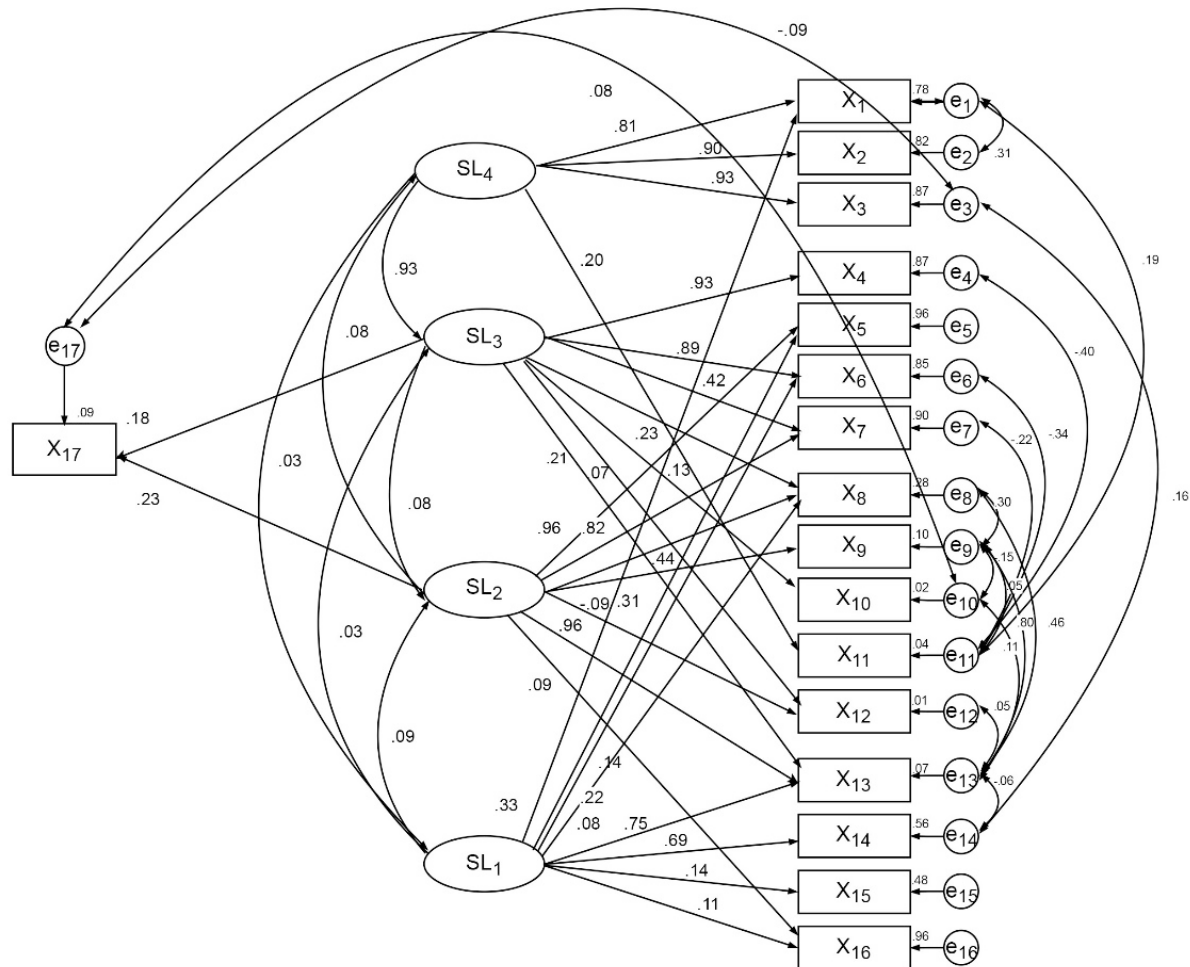 -.09
.08
X1
.78
e1
.81
.31
SL4
.90
X2
.82
e2
.93
X3
.87
e3
.20
.19
.93
.93
X4
.87
e4
.08
X5
.96
e5
e17
SL3
.89
X6
.85
e6
-.40
.09
.18
.42
X7
.90
e7
-.22
-.34
X17
.23
.21
.07
.13
.03
X8
.28
e8
.30
.16
.23
.08
.96
.82
X9
.10
e9
-.15
.44
.05
SL2
-.09
.31
X10
.02
e10
.80
.46
.96
.11
X11
.04
e11
.03
.09
X12
.01
e12
.05
.09
.14
X13
.07
e13
-.06
.33
.22
.08
.75
X14
.56
e14
SL1
.69
.14
X15
.48
e15
.11
X16
.96
e16